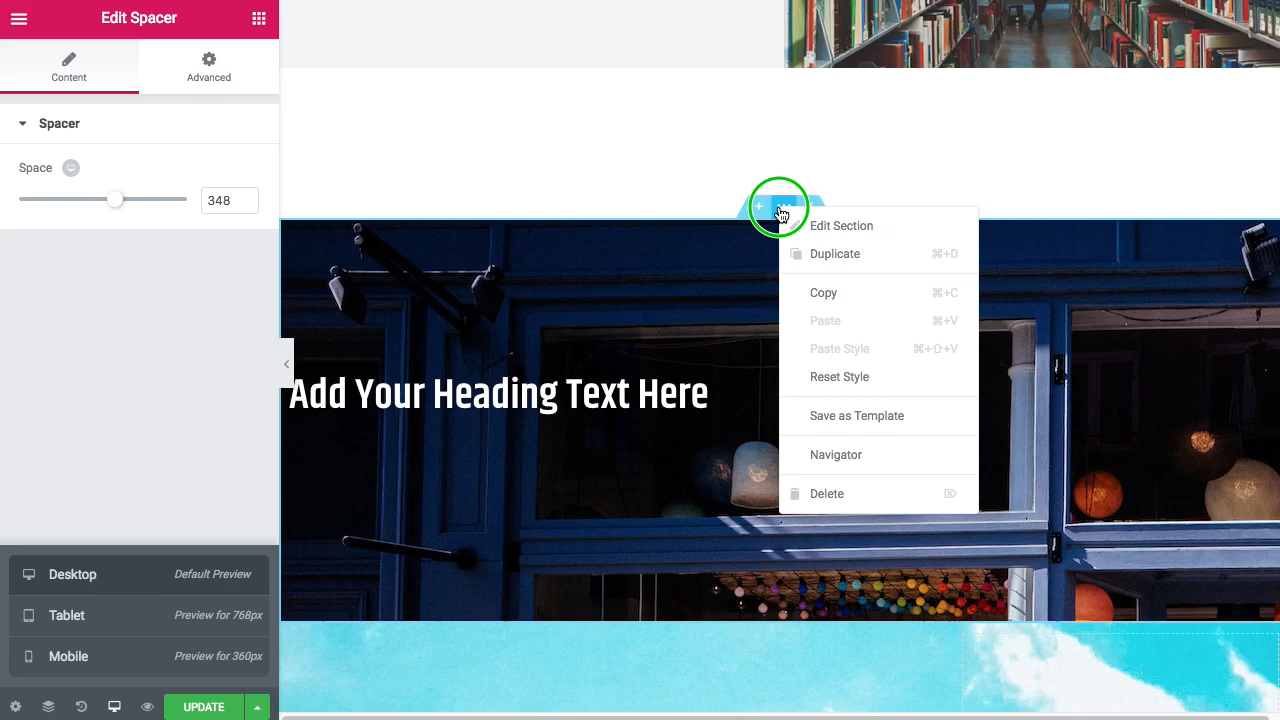 Edit Spacer
Content
Advanced
Spacer
Space
348
Edit Section
Duplicate ⌘+D
Copy ⌘+C
Paste ⌘+V
Paste Style ⌘+⇧+V
Reset Style
Save as Template
Navigator
Delete ⌦
Add Your Heading Text Here
Desktop Default Preview
Tablet Preview for 768px
Mobile Preview for 360px
UPDATE